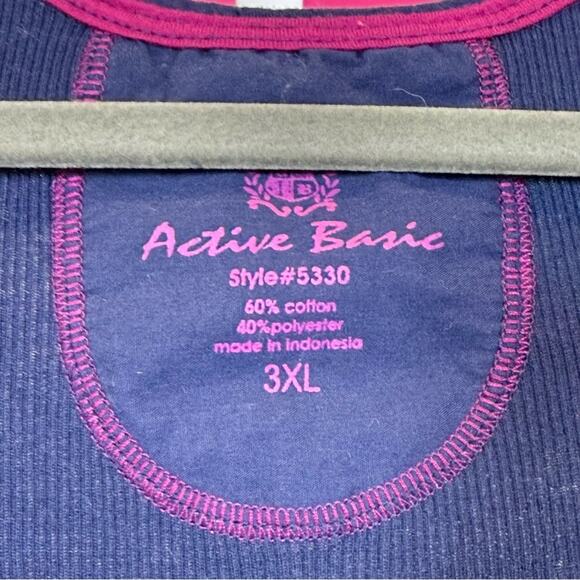 Active Basic
Style#5330
60% cotton
40%polyester
made in indonesia
3XL